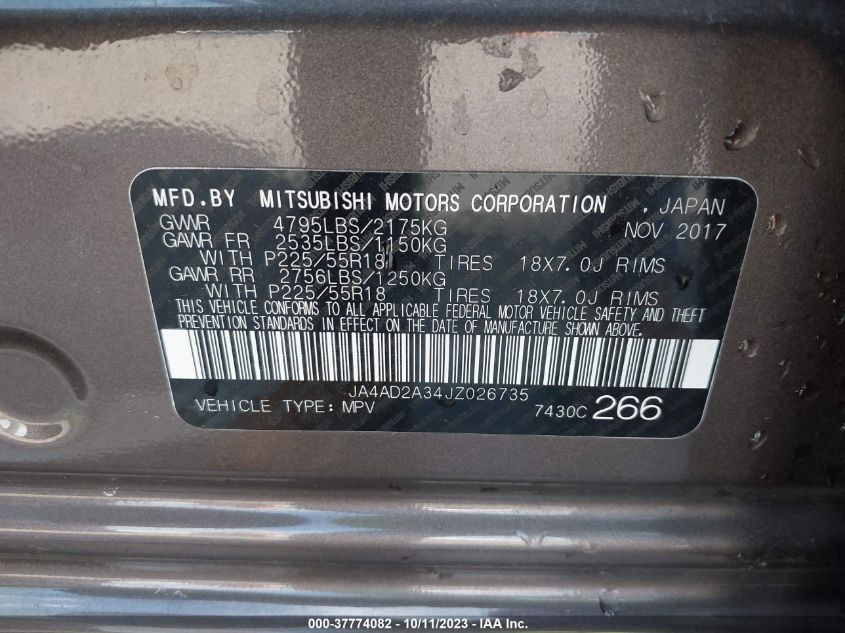 MFD.BY MITSUBISHI MOTORS CORPORATION , JAPAN
GWWR 4795LBS/2175KG NOV 2017
GAWR FR 2535LBS/1150KG
WITH P225/55R18 TIRES 18X7.0J RIMS
GAWR RR 2756LBS/1250KG
WITH P225/55R18 TIRES 18X7.0J RIMS
THIS VEHICLE CONFORMS TO ALL APPLICABLE FEDERAL MOTOR VEHICLE SAFETY AND THEFT
PREVENTION STANDARDS IN EFFECT ON THE DATE OF MANUFACTURE SHOWN ABOVE.
JA4AD2A34JZ026735
VEHICLE TYPE: MPV 7430C 266
000-37774082 - 10/11/2023 - © IAA Inc.